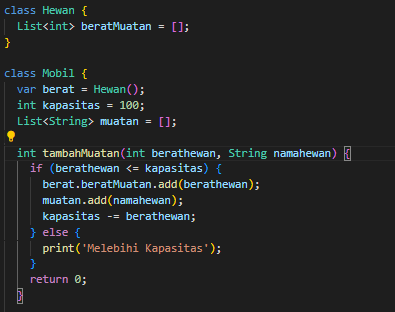 class Hewan {
  List<int> beratMuatan = [];
}
class Mobil {
  var berat = Hewan();
  int kapasitas = 100;
  List<String> muatan = [];
  int tambahMuatan(int berathewan, String namahewan) {
    if (berathewan <= kapasitas) {
      berat.beratMuatan.add(berathewan);
      muatan.add(namahewan);
      kapasitas -= berathewan;
    } else {
      print('Melebihi Kapasitas');
    }
    return 0;
  }